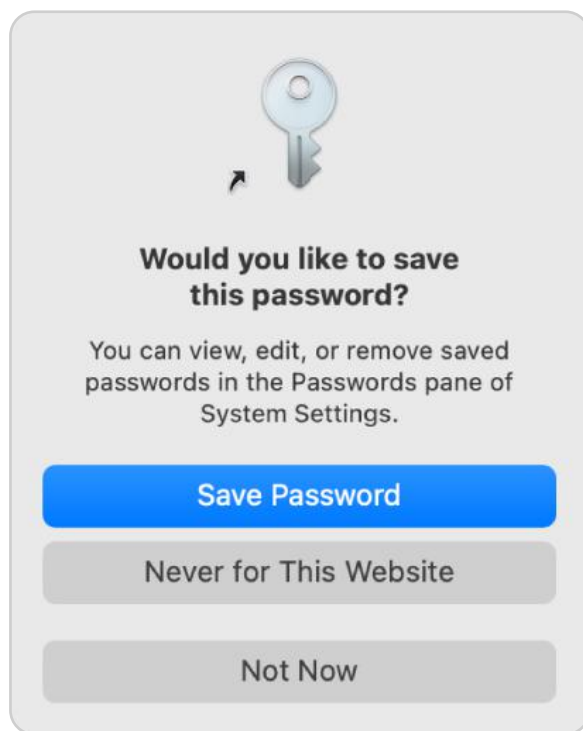 Would you like to save
this password?
You can view, edit, or remove saved
passwords in the Passwords pane of
System Settings.
Save Password
Never for This Website
Not Now